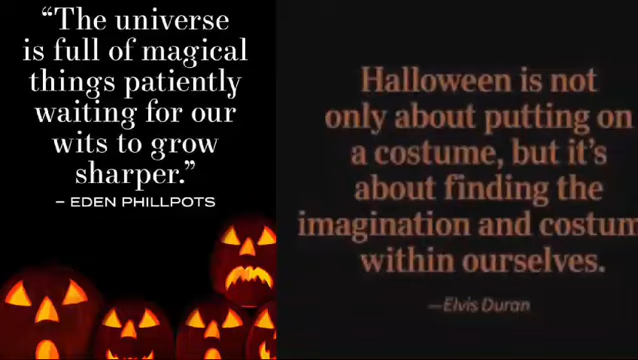 “The universe
is full of magical
things patiently
waiting for our
wits to grow
sharper.”
– EDEN PHILLPOTS
Halloween is not
only about putting on
a costume, but it’s
about finding the
imagination and costum
within ourselves.
—Elvis Duran